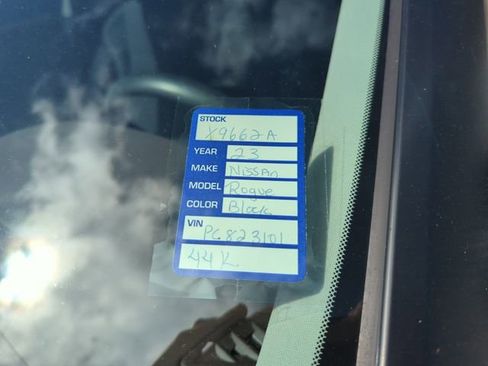 STOCK
X9662A
YEAR 23
MAKE Nissan
MODEL Rogue
COLOR Black
VIN
PC823101
44K